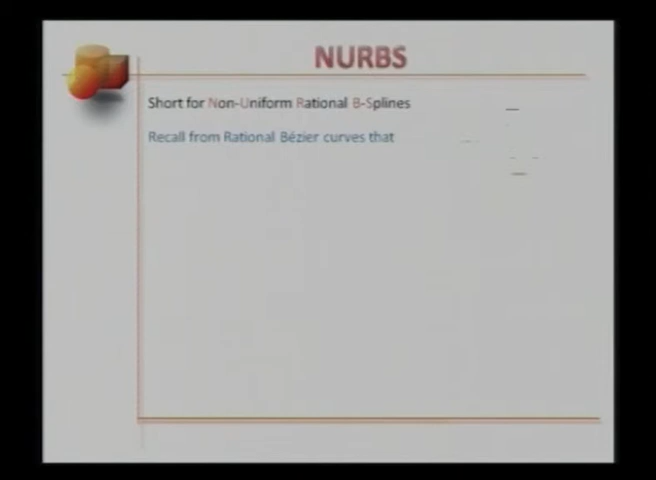 NURBS
Short for Non-Uniform Rational B-Splines
Recall from Rational Bézier curves that